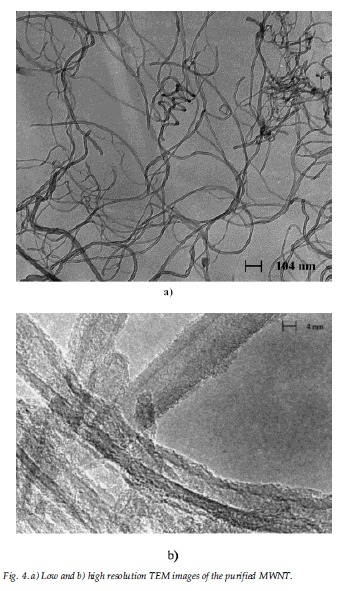 104 nm
a)
4 nm
b)
Fig. 4. a) Low and b) high resolution TEM images of the purified MWNT.